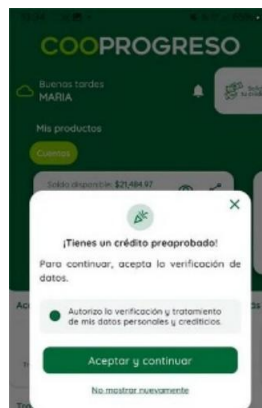 COOPROGRESO
Buenas tardes
MARIA
Mis productos
Cuentas
Saldo disponible: $21,484.97
¡Tienes un crédito preaprobado!
Para continuar, acepta la verificación de
datos.
Autorizo la verificación y tratamiento
de mis datos personales y crediticios.
Aceptar y continuar
No mostrar nuevamente